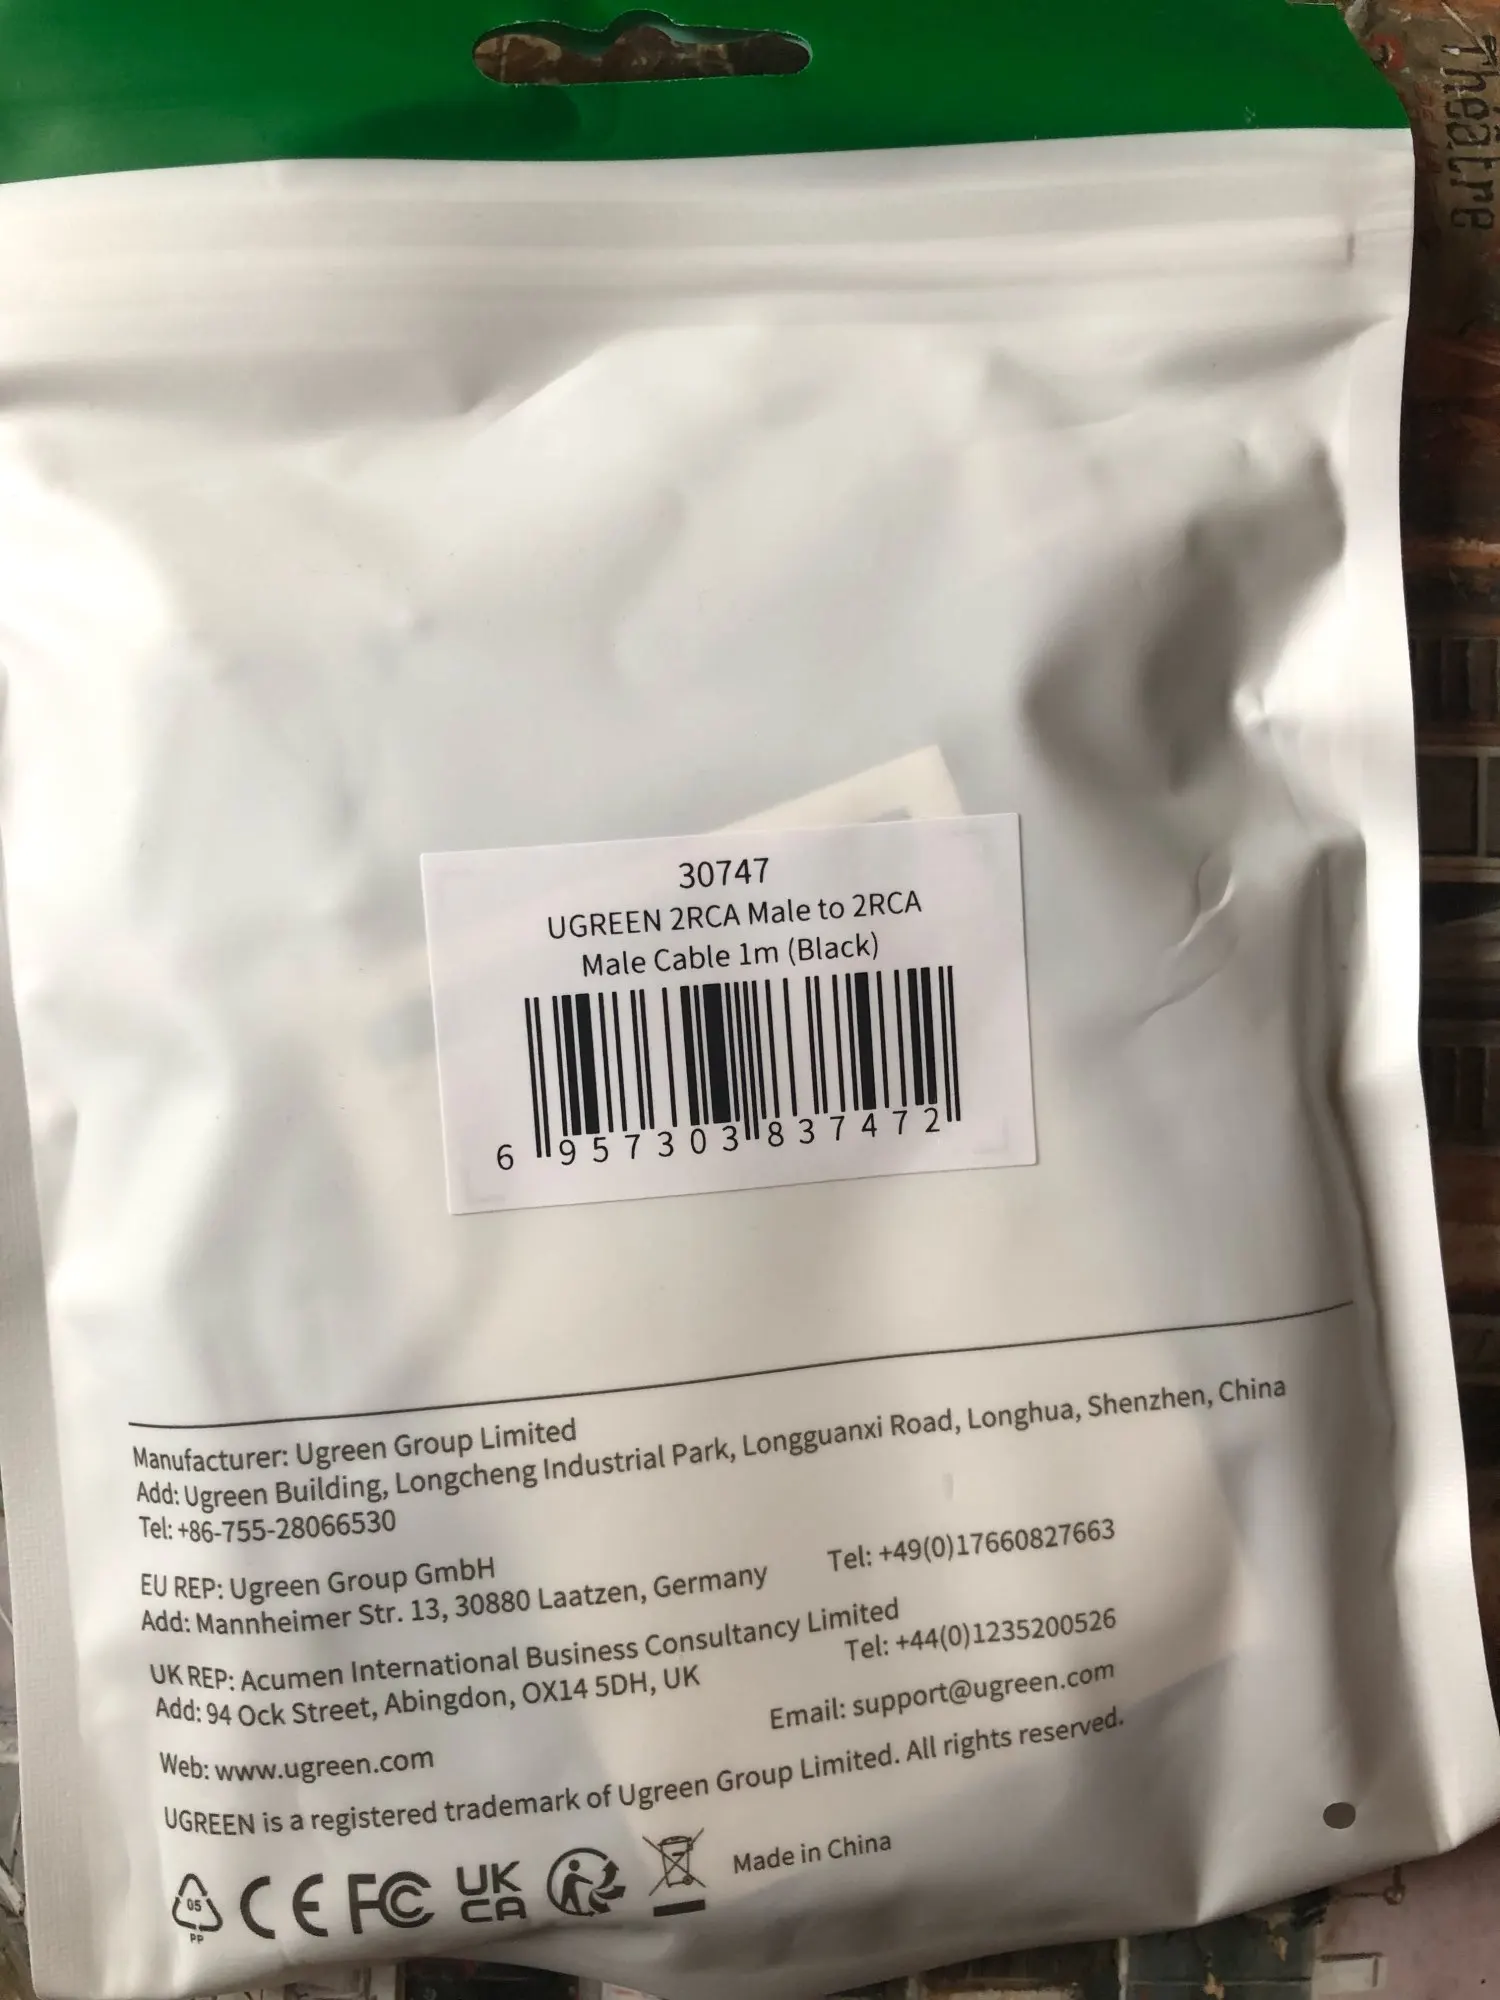 Théâtre
30747
UGREEN 2RCA Male to 2RCA
Male Cable 1m (Black)
6 957303 837472
Manufacturer: Ugreen Group Limited
Add: Ugreen Building, Longcheng Industrial Park, Longguanxi Road, Longhua, Shenzhen, China
Tel: +86-755-28066530
EU REP: Ugreen Group GmbH
Add: Mannheimer Str. 13, 30880 Laatzen, Germany Tel: +49(0)17660827663
UK REP: Acumen International Business Consultancy Limited
Add: 94 Ock Street, Abingdon, OX14 5DH, UK Tel: +44(0)1235200526
Web: www.ugreen.com Email: support@ugreen.com
UGREEN is a registered trademark of Ugreen Group Limited. All rights reserved.
05
PP
CE FC UK
CA
Made in China